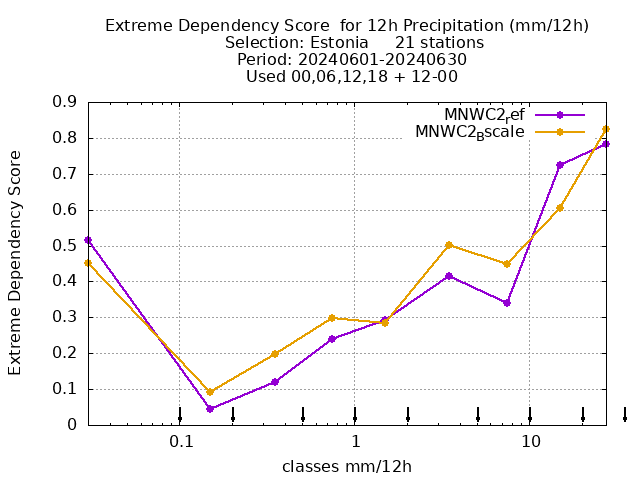 Extreme Dependency Score  for 12h Precipitation (mm/12h)
Selection: Estonia     21 stations
Period: 20240601-20240630
Used 00,06,12,18 + 12-00
MNWC2ref
MNWC2Bscale
0.9
0.8
0.7
0.6
0.5
0.4
0.3
0.2
0.1
0
Extreme Dependency Score
0.1 1 10
classes mm/12h